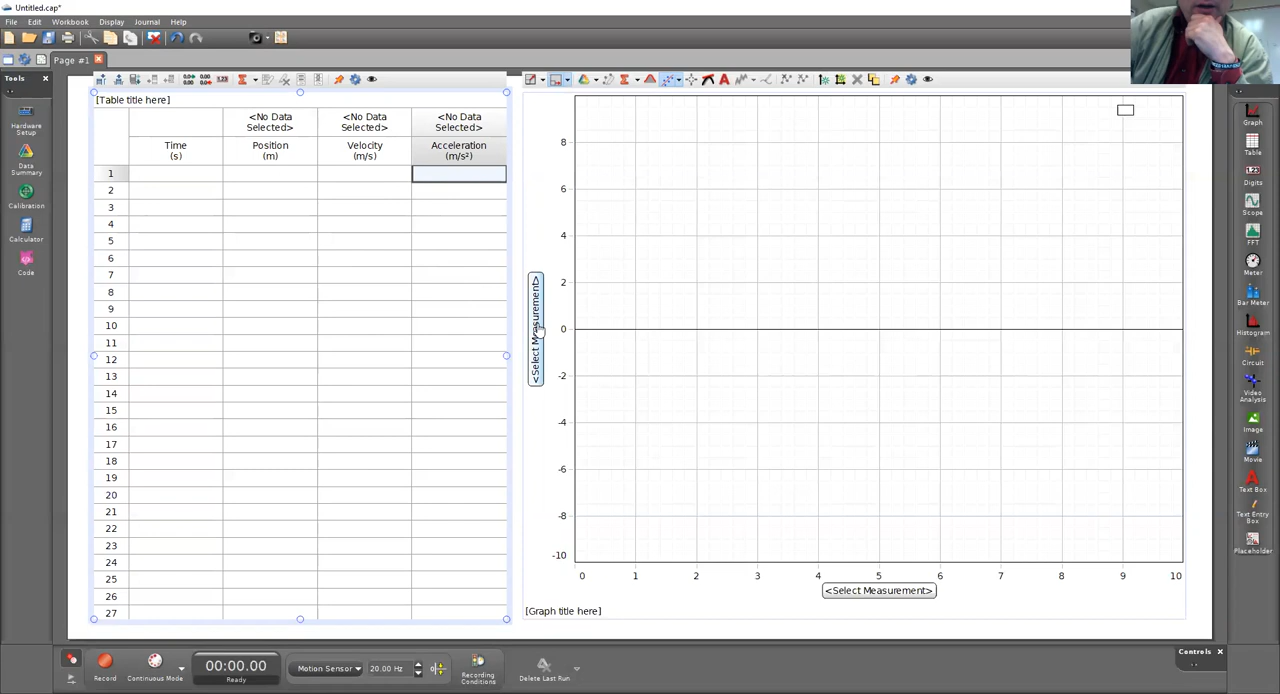 Untitled.cap*
File Edit Workbook Display Journal Help
Page #1
Tools
Hardware
Setup
Data
Summary
Calibration
Calculator
Code
[Table title here]
<No Data
Selected>
<No Data
Selected>
<No Data
Selected>
Time
(s)
Position
(m)
Velocity
(m/s)
Acceleration
(m/s²)
1
2
3
4
5
6
7
8
9
10
11
12
13
14
15
16
17
18
19
20
21
22
23
24
25
26
27
<Select Measurement>
8
6
4
2
0
-2
-4
-6
-8
-10
0 1 2 3 4 5 6 7 8 9 10
<Select Measurement>
[Graph title here]
Graph
Table
1.23
Digits
Scope
FFT
Meter
Bar Meter
Histogram
Circuit
Video
Analysis
Image
Movie
Text Box
Text Entry
Box
Placeholder
Record
Continuous Mode
00:00.00
Ready
Motion Sensor
20.00 Hz
Recording
Conditions
Delete Last Run
Controls